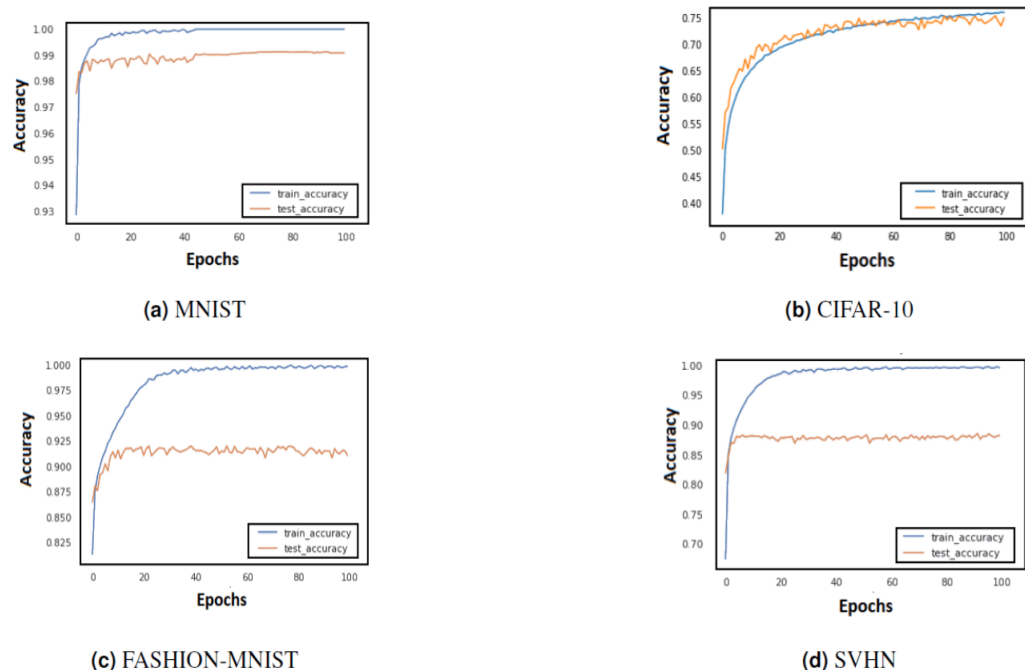 1.00
0.99
0.98
0.97
0.96
0.95
0.94
0.93
Accuracy
train_accuracy
test_accuracy
0 20 40 60 80 100
Epochs
(a) MNIST
0.75
0.70
0.65
0.60
0.55
0.50
0.45
0.40
Accuracy
train_accuracy
test_accuracy
0 20 40 60 80 100
Epochs
(b) CIFAR-10
1.000
0.975
0.950
0.925
0.900
0.875
0.850
0.825
Accuracy
train_accuracy
test_accuracy
0 20 40 60 80 100
Epochs
(c) FASHION-MNIST
1.00
0.95
0.90
0.85
0.80
0.75
0.70
Accuracy
train_accuracy
test_accuracy
0 20 40 60 80 100
Epochs
(d) SVHN